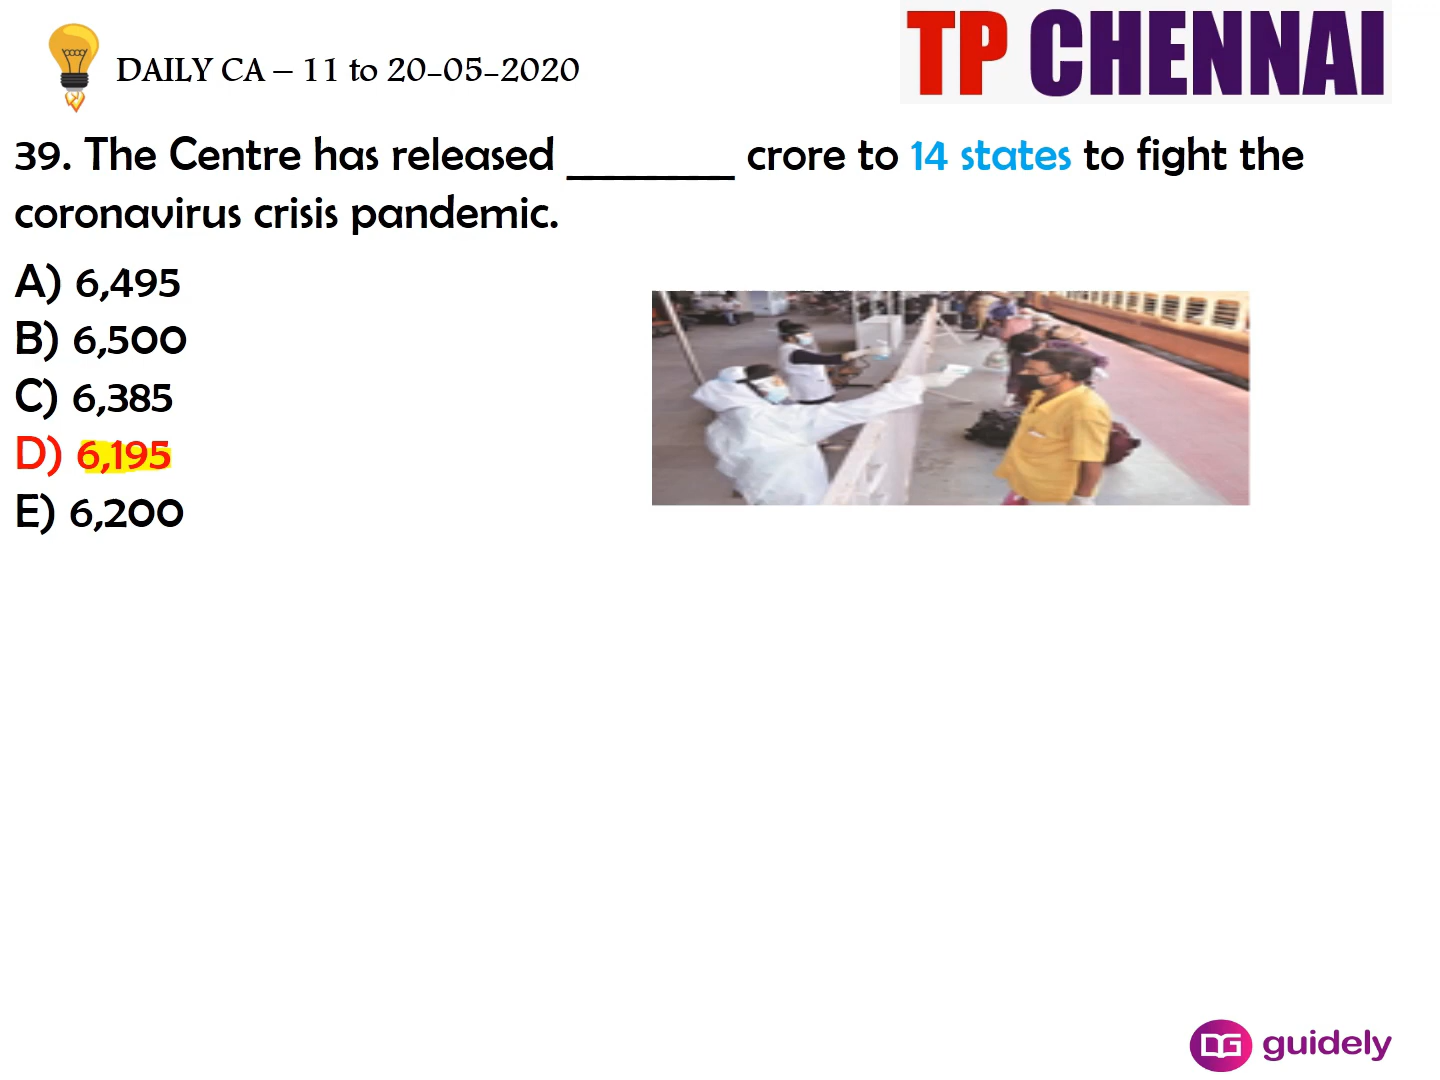 DAILY CA – 11 to 20-05-2020
TP CHENNAI
39. The Centre has released ________ crore to 14 states to fight the
coronavirus crisis pandemic.
A) 6,495
B) 6,500
C) 6,385
D) 6,195
E) 6,200
DG guidely